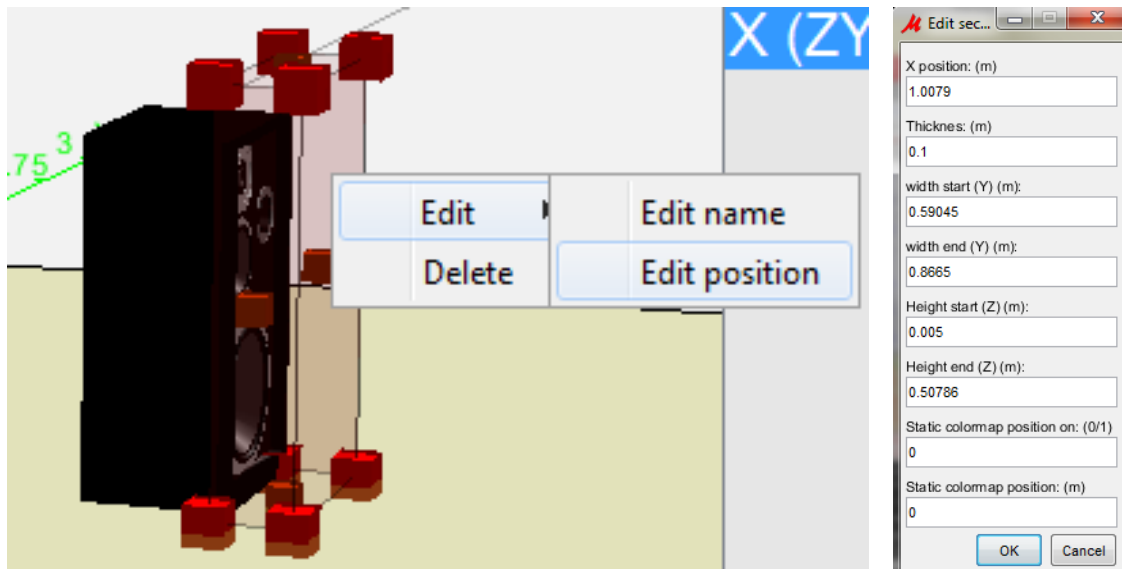 X (ZY
3
.75
Edit
Edit name
Delete
Edit position
Edit sec...
X position: (m)
1.0079
Thicknes: (m)
0.1
width start (Y) (m):
0.59045
width end (Y) (m):
0.8665
Height start (Z) (m):
0.005
Height end (Z) (m):
0.50786
Static colormap position on: (0/1)
0
Static colormap position: (m)
0
OK
Cancel